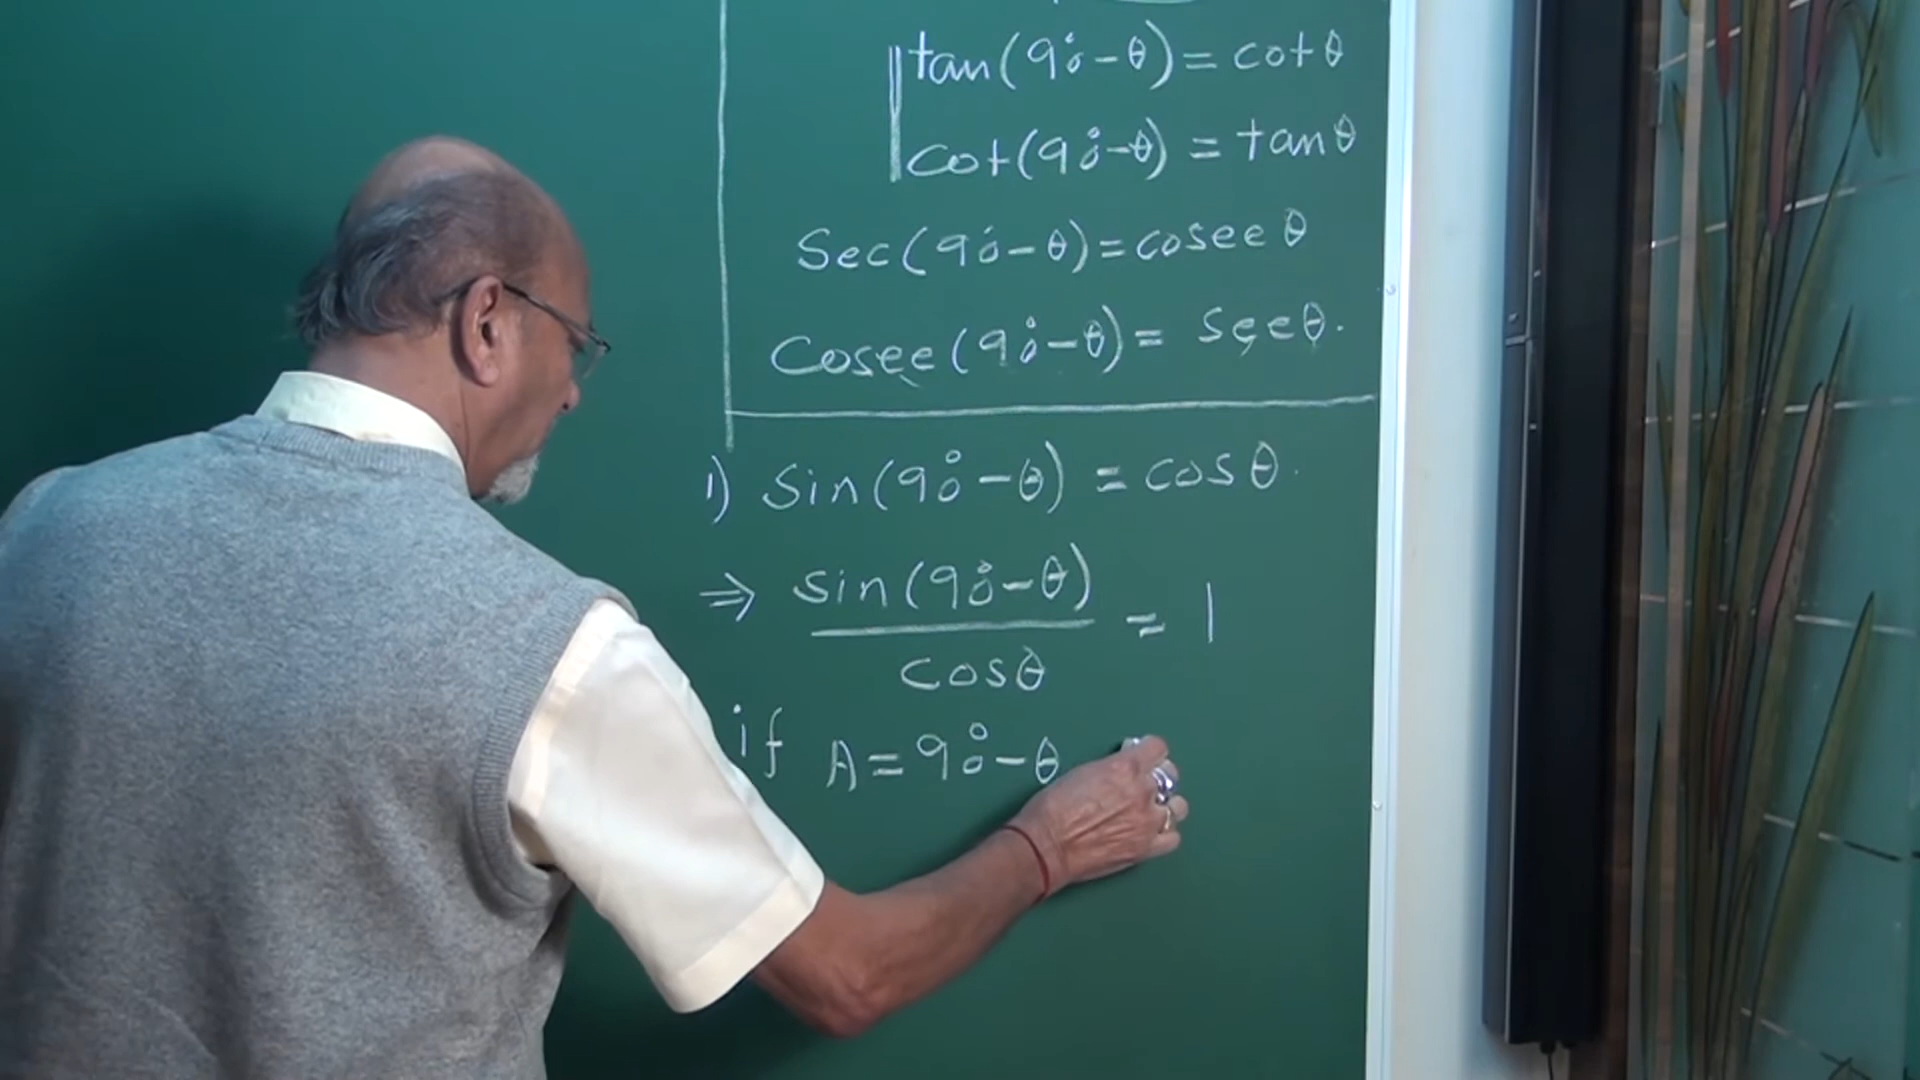 tan(90°-θ) = cotθ
cot(90°-θ) = tanθ
Sec(90°-θ) = cosecθ
Cosec(90°-θ) = secθ.
1) sin(90°-θ) = cosθ.
⇒ sin(90°-θ)
= 1
cosθ
if A = 90°-θ